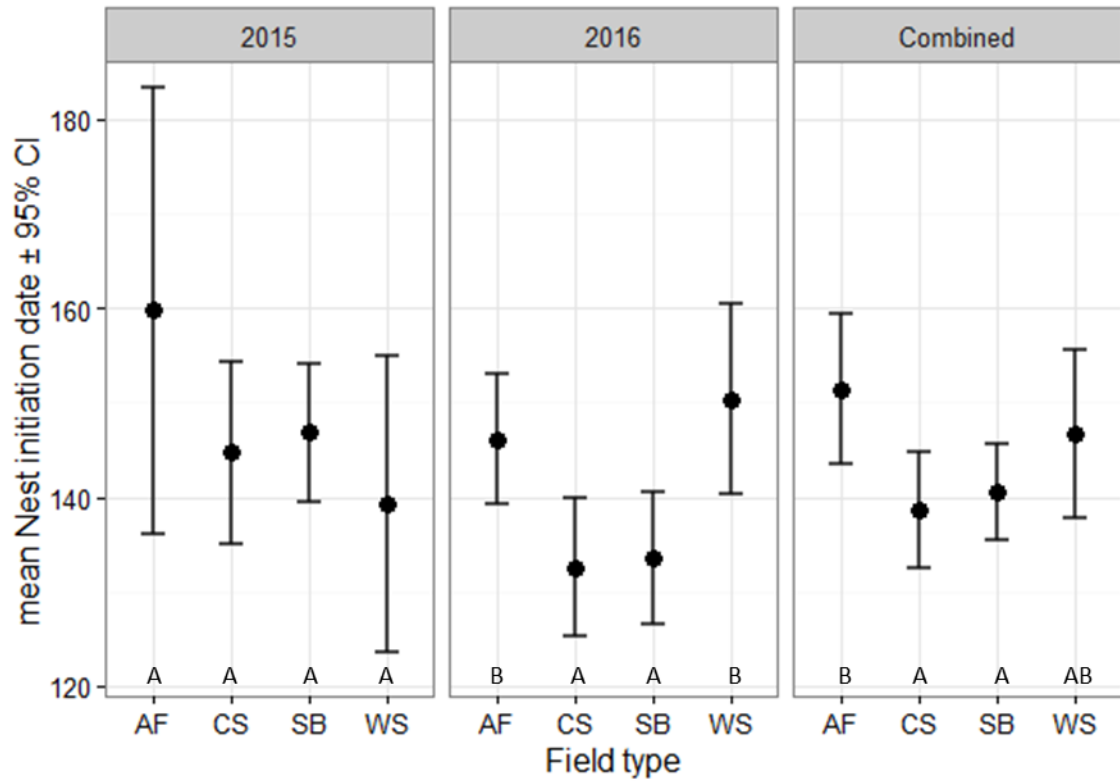 2015 2016 Combined
mean Nest initiation date ± 95% CI
180
160
140
120
A A A A B A A B B A A AB
AF CS SB WS AF CS SB WS AF CS SB WS
Field type